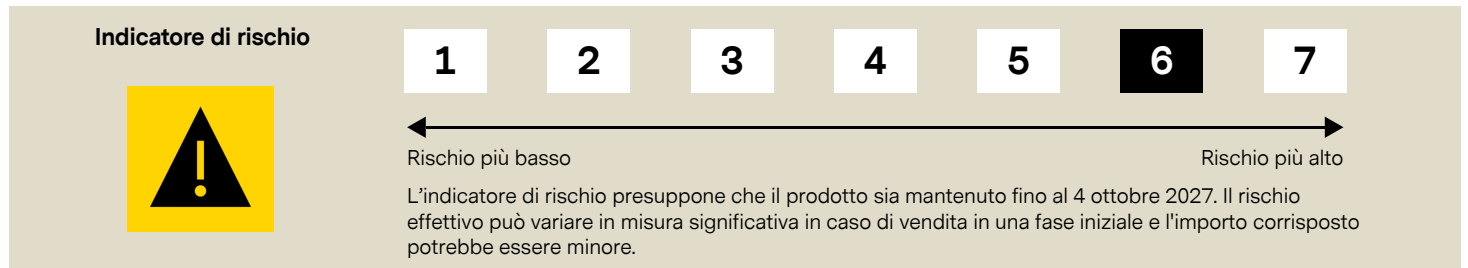 Indicatore di rischio
1 2 3 4 5 6 7
Rischio più basso Rischio più alto
L’indicatore di rischio presuppone che il prodotto sia mantenuto fino al 4 ottobre 2027. Il rischio
effettivo può variare in misura significativa in caso di vendita in una fase iniziale e l'importo corrisposto
potrebbe essere minore.